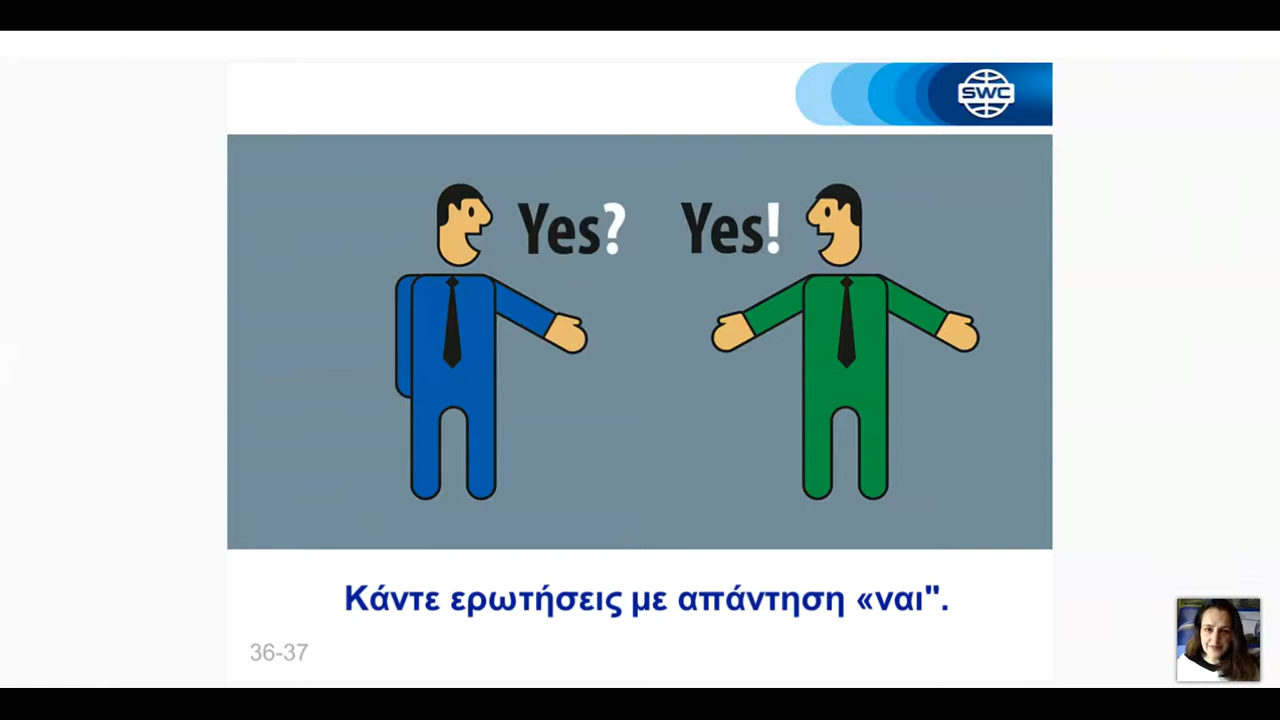 SWC
Yes? Yes!
Κάντε ερωτήσεις με απάντηση «ναι".
36-37